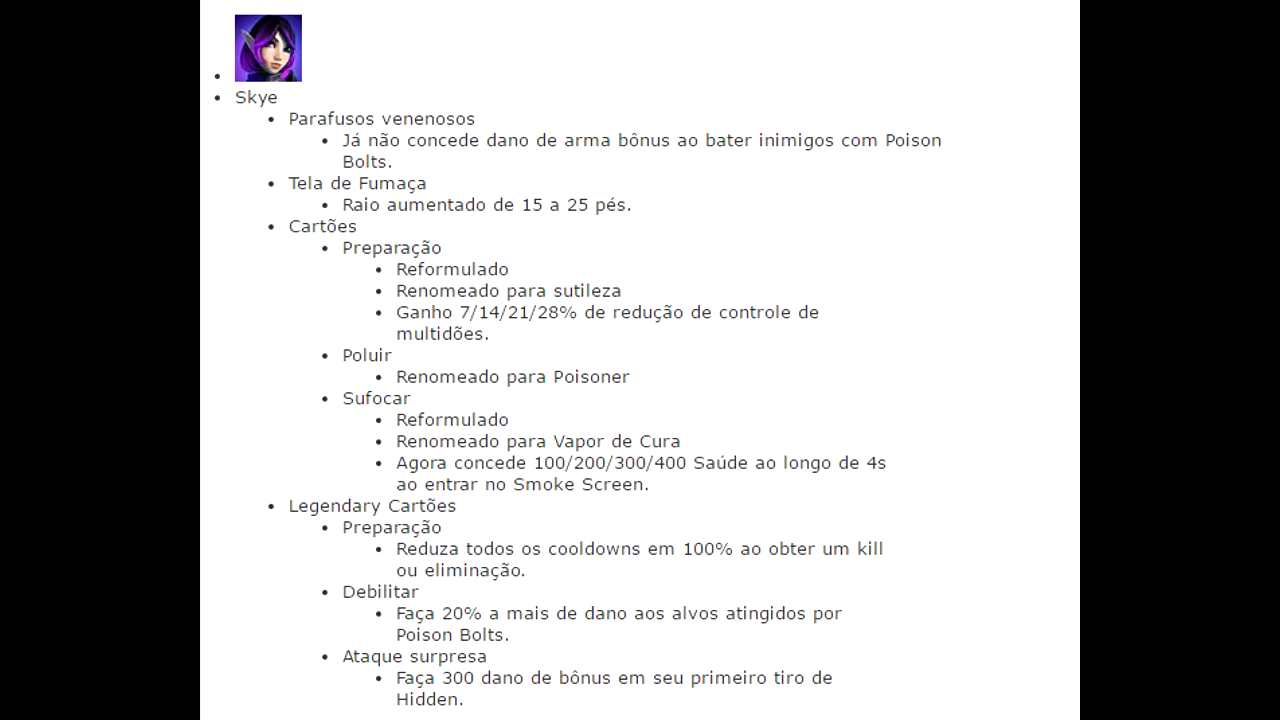 Skye
Parafusos venenosos
Já não concede dano de arma bônus ao bater inimigos com Poison
Bolts.
Tela de Fumaça
Raio aumentado de 15 a 25 pés.
Cartões
Preparação
Reformulado
Renomeado para sutileza
Ganho 7/14/21/28% de redução de controle de
multidões.
Poluir
Renomeado para Poisoner
Sufocar
Reformulado
Renomeado para Vapor de Cura
Agora concede 100/200/300/400 Saúde ao longo de 4s
ao entrar no Smoke Screen.
Legendary Cartões
Preparação
Reduza todos os cooldowns em 100% ao obter um kill
ou eliminação.
Debilitar
Faça 20% a mais de dano aos alvos atingidos por
Poison Bolts.
Ataque surpresa
Faça 300 dano de bônus em seu primeiro tiro de
Hidden.